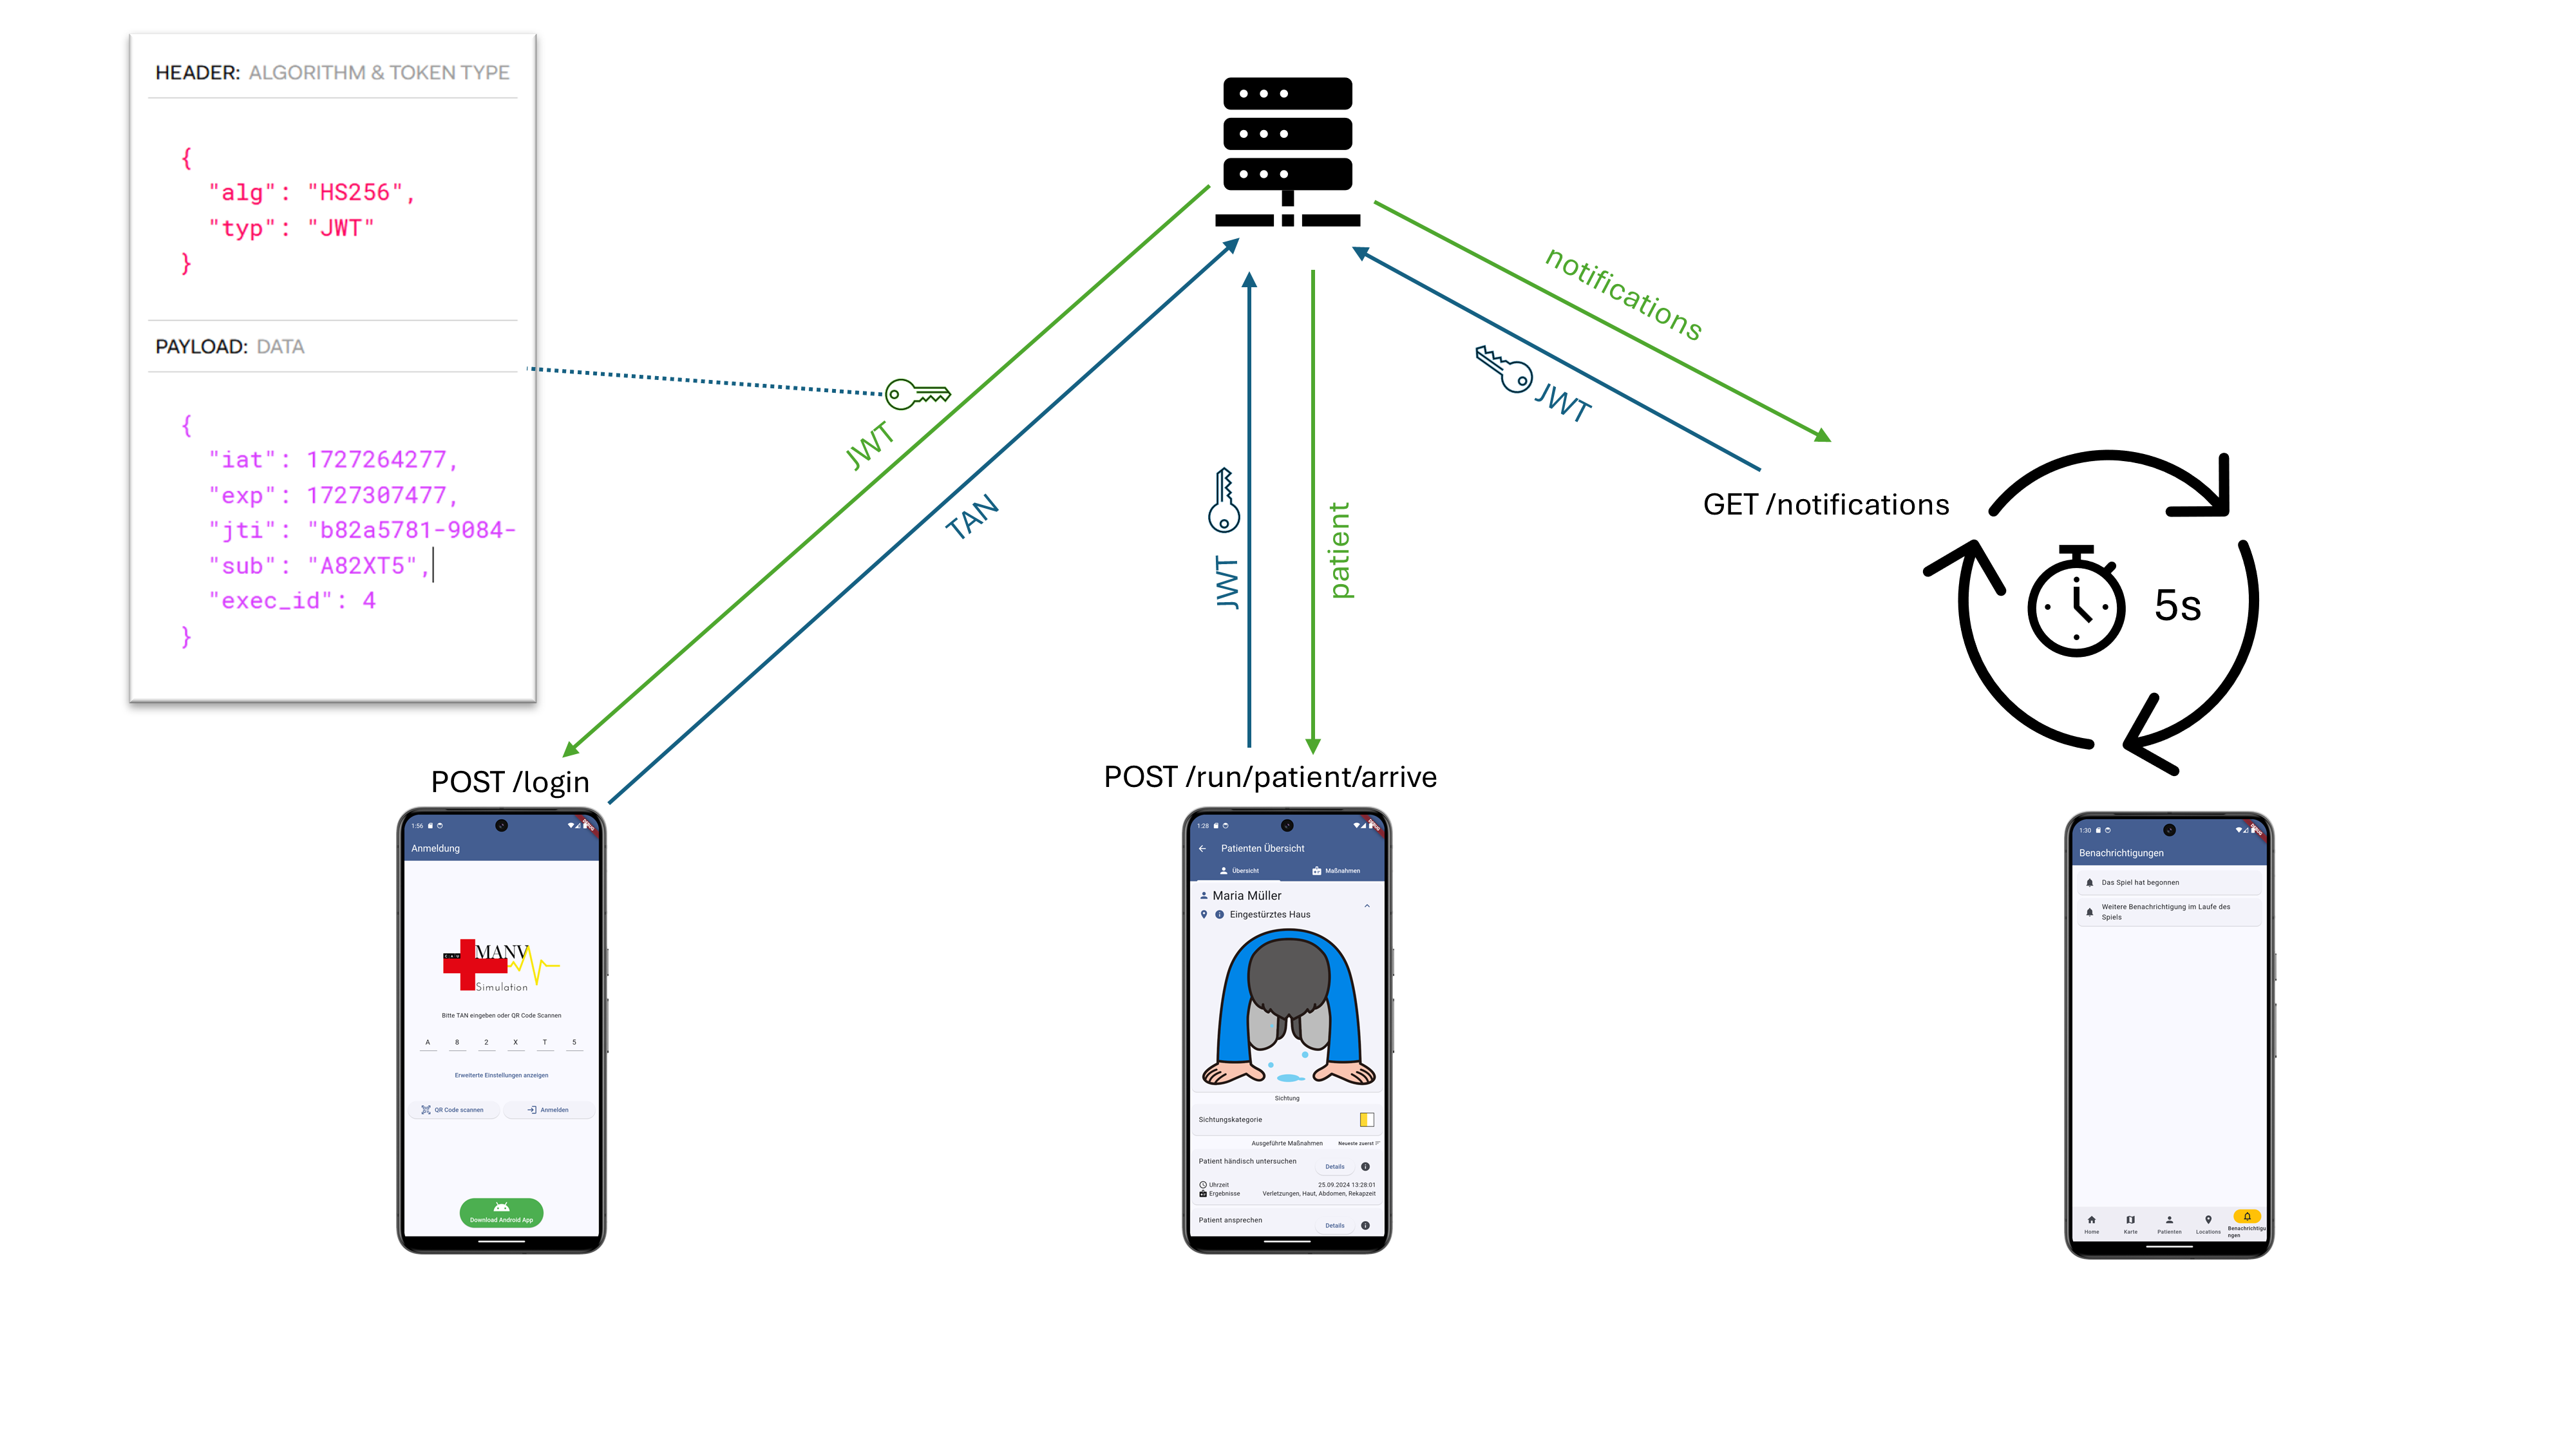 HEADER: ALGORITHM & TOKEN TYPE
{
"alg": "HS256",
"typ": "JWT"
}
PAYLOAD: DATA
{
"iat": 1727264277,
"exp": 1727307477,
"jti": "b82a5781-9084-
"sub": "A82XT5",
"exec_id": 4
}
JWT
TAN
JWT
patient
JWT
notifications
GET /notifications
5s
POST /login
1:56
Anmeldung
MANV
Simulation
Bitte TAN eingeben oder QR Code Scannen
A 8 2 X T 5
Erweiterte Einstellungen anzeigen
QR Code scannen
Anmelden
Download Android App
POST /run/patient/arrive
1:28
Patienten Übersicht
Übersicht
Maßnahmen
Maria Müller
Eingestürztes Haus
Sichtung
Sichtungskategorie
Ausgeführte Maßnahmen
Neueste zuerst
Patient händisch untersuchen
Details
Uhrzeit
25.09.2024 13:28:01
Ergebnisse
Verletzungen, Haut, Abdomen, Rekapzeit
Patient ansprechen
Details
1:30
Benachrichtigungen
Das Spiel hat begonnen
Weitere Benachrichtigung im Laufe des
Spiels
Home
Karte
Patienten
Locations
Benachrichtigu
ngen